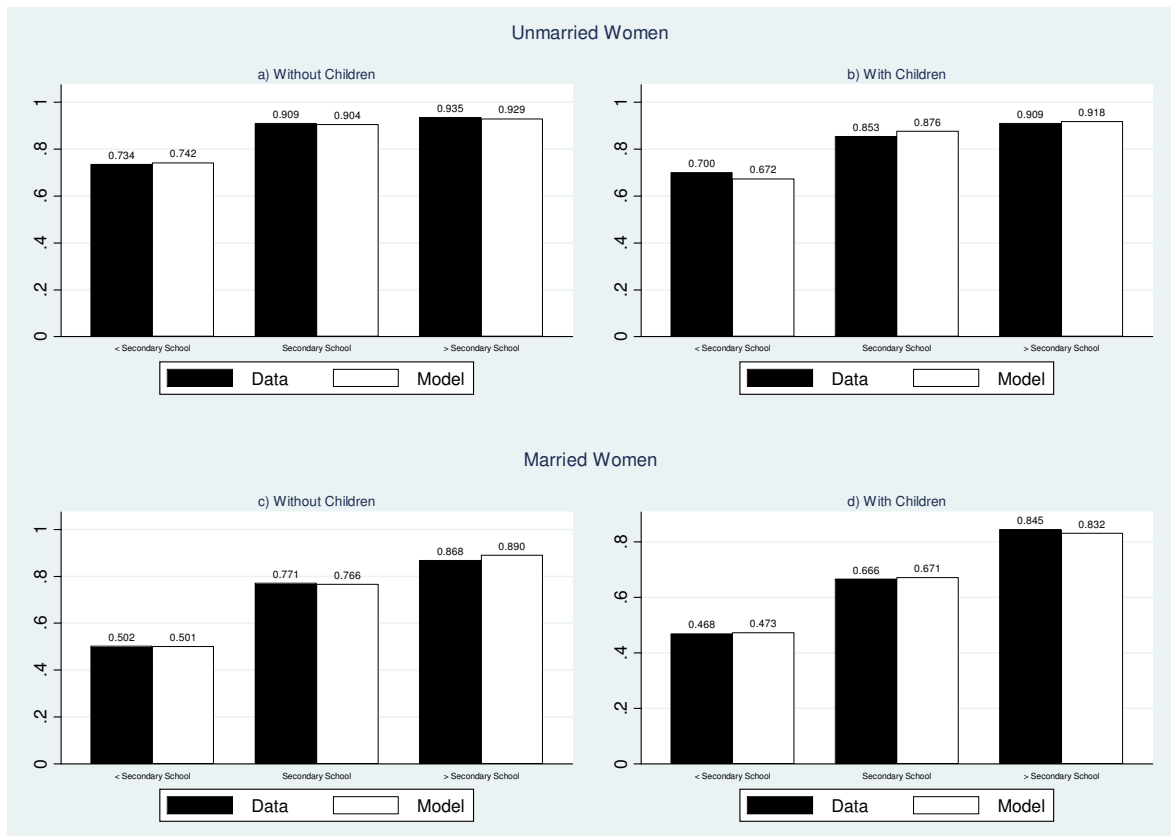 Unmarried Women
a) Without Children
1
.8
.6
.4
.2
0
0.734
0.742
0.909
0.904
0.935
0.929
< Secondary School
Secondary School
> Secondary School
Data
Model
b) With Children
1
.8
.6
.4
.2
0
0.700
0.672
0.853
0.876
0.909
0.918
< Secondary School
Secondary School
> Secondary School
Data
Model
Married Women
c) Without Children
1
.8
.6
.4
.2
0
0.502
0.501
0.771
0.766
0.868
0.890
< Secondary School
Secondary School
> Secondary School
Data
Model
d) With Children
.8
.6
.4
.2
0
0.468
0.473
0.666
0.671
0.845
0.832
< Secondary School
Secondary School
> Secondary School
Data
Model